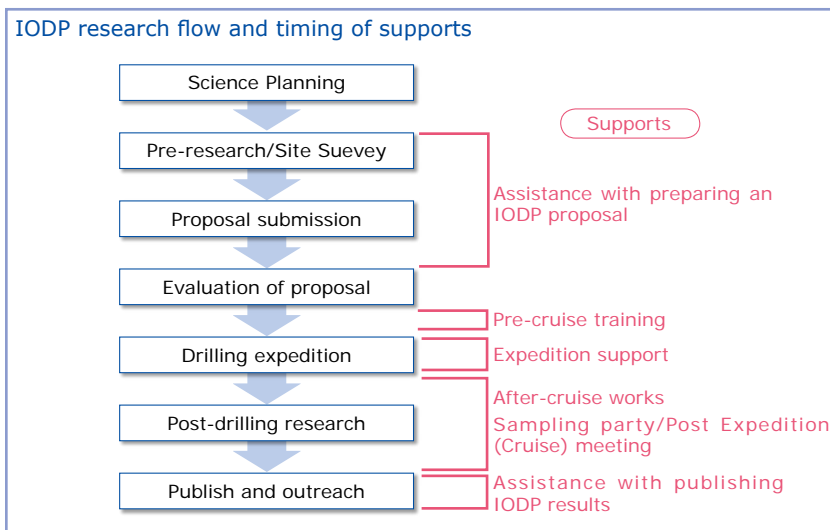 IODP research flow and timing of supports
Science Planning
Supports
Pre-research/Site Suevey
Assistance with preparing an
IODP proposal
Proposal submission
Evaluation of proposal
Pre-cruise training
Drilling expedition
Expedition support
After-cruise works
Post-drilling research
Sampling party/Post Expedition
(Cruise) meeting
Publish and outreach
Assistance with publishing
IODP results